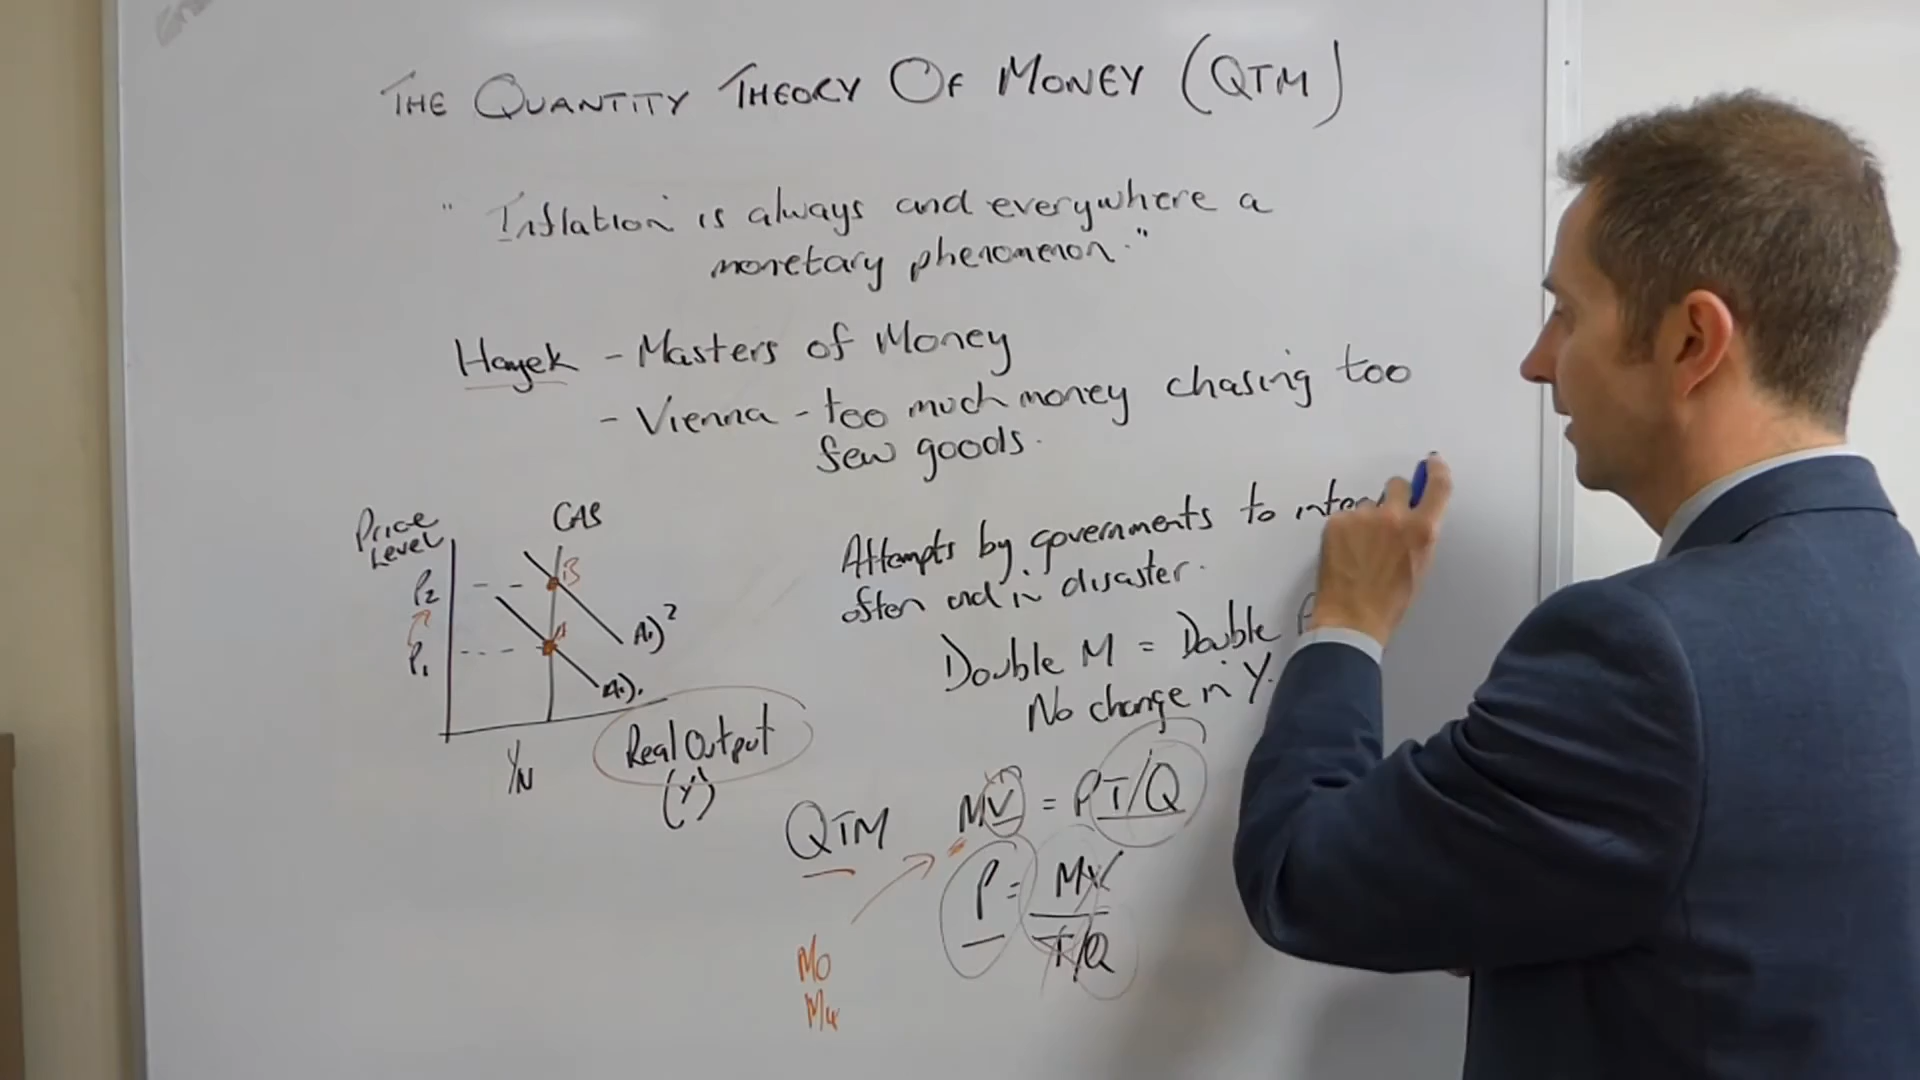 THE QUANTITY THEORY OF MONEY (QTM)
"Inflation is always and everywhere a
monetary phenomenon."
Hayek - Masters of Money
- Vienna - too much money chasing too
few goods.
Attempts by governments to
often end in disaster.
Double M = Double
No change in Y.
Price
Level
P2
P1
CAS
B
A
AD2
AD1
YN
Real Output
(Y)
QTM
MV = PT/Q
P = MV
T/Q
M0
M4